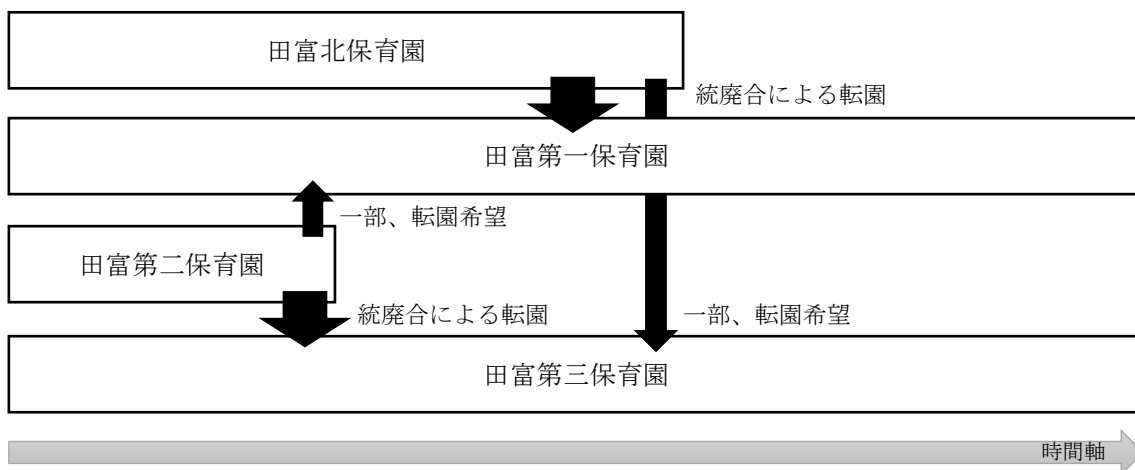 田富北保育園
統廃合による転園
田富第一保育園
一部、転園希望
田富第二保育園
統廃合による転園
一部、転園希望
田富第三保育園
時間軸